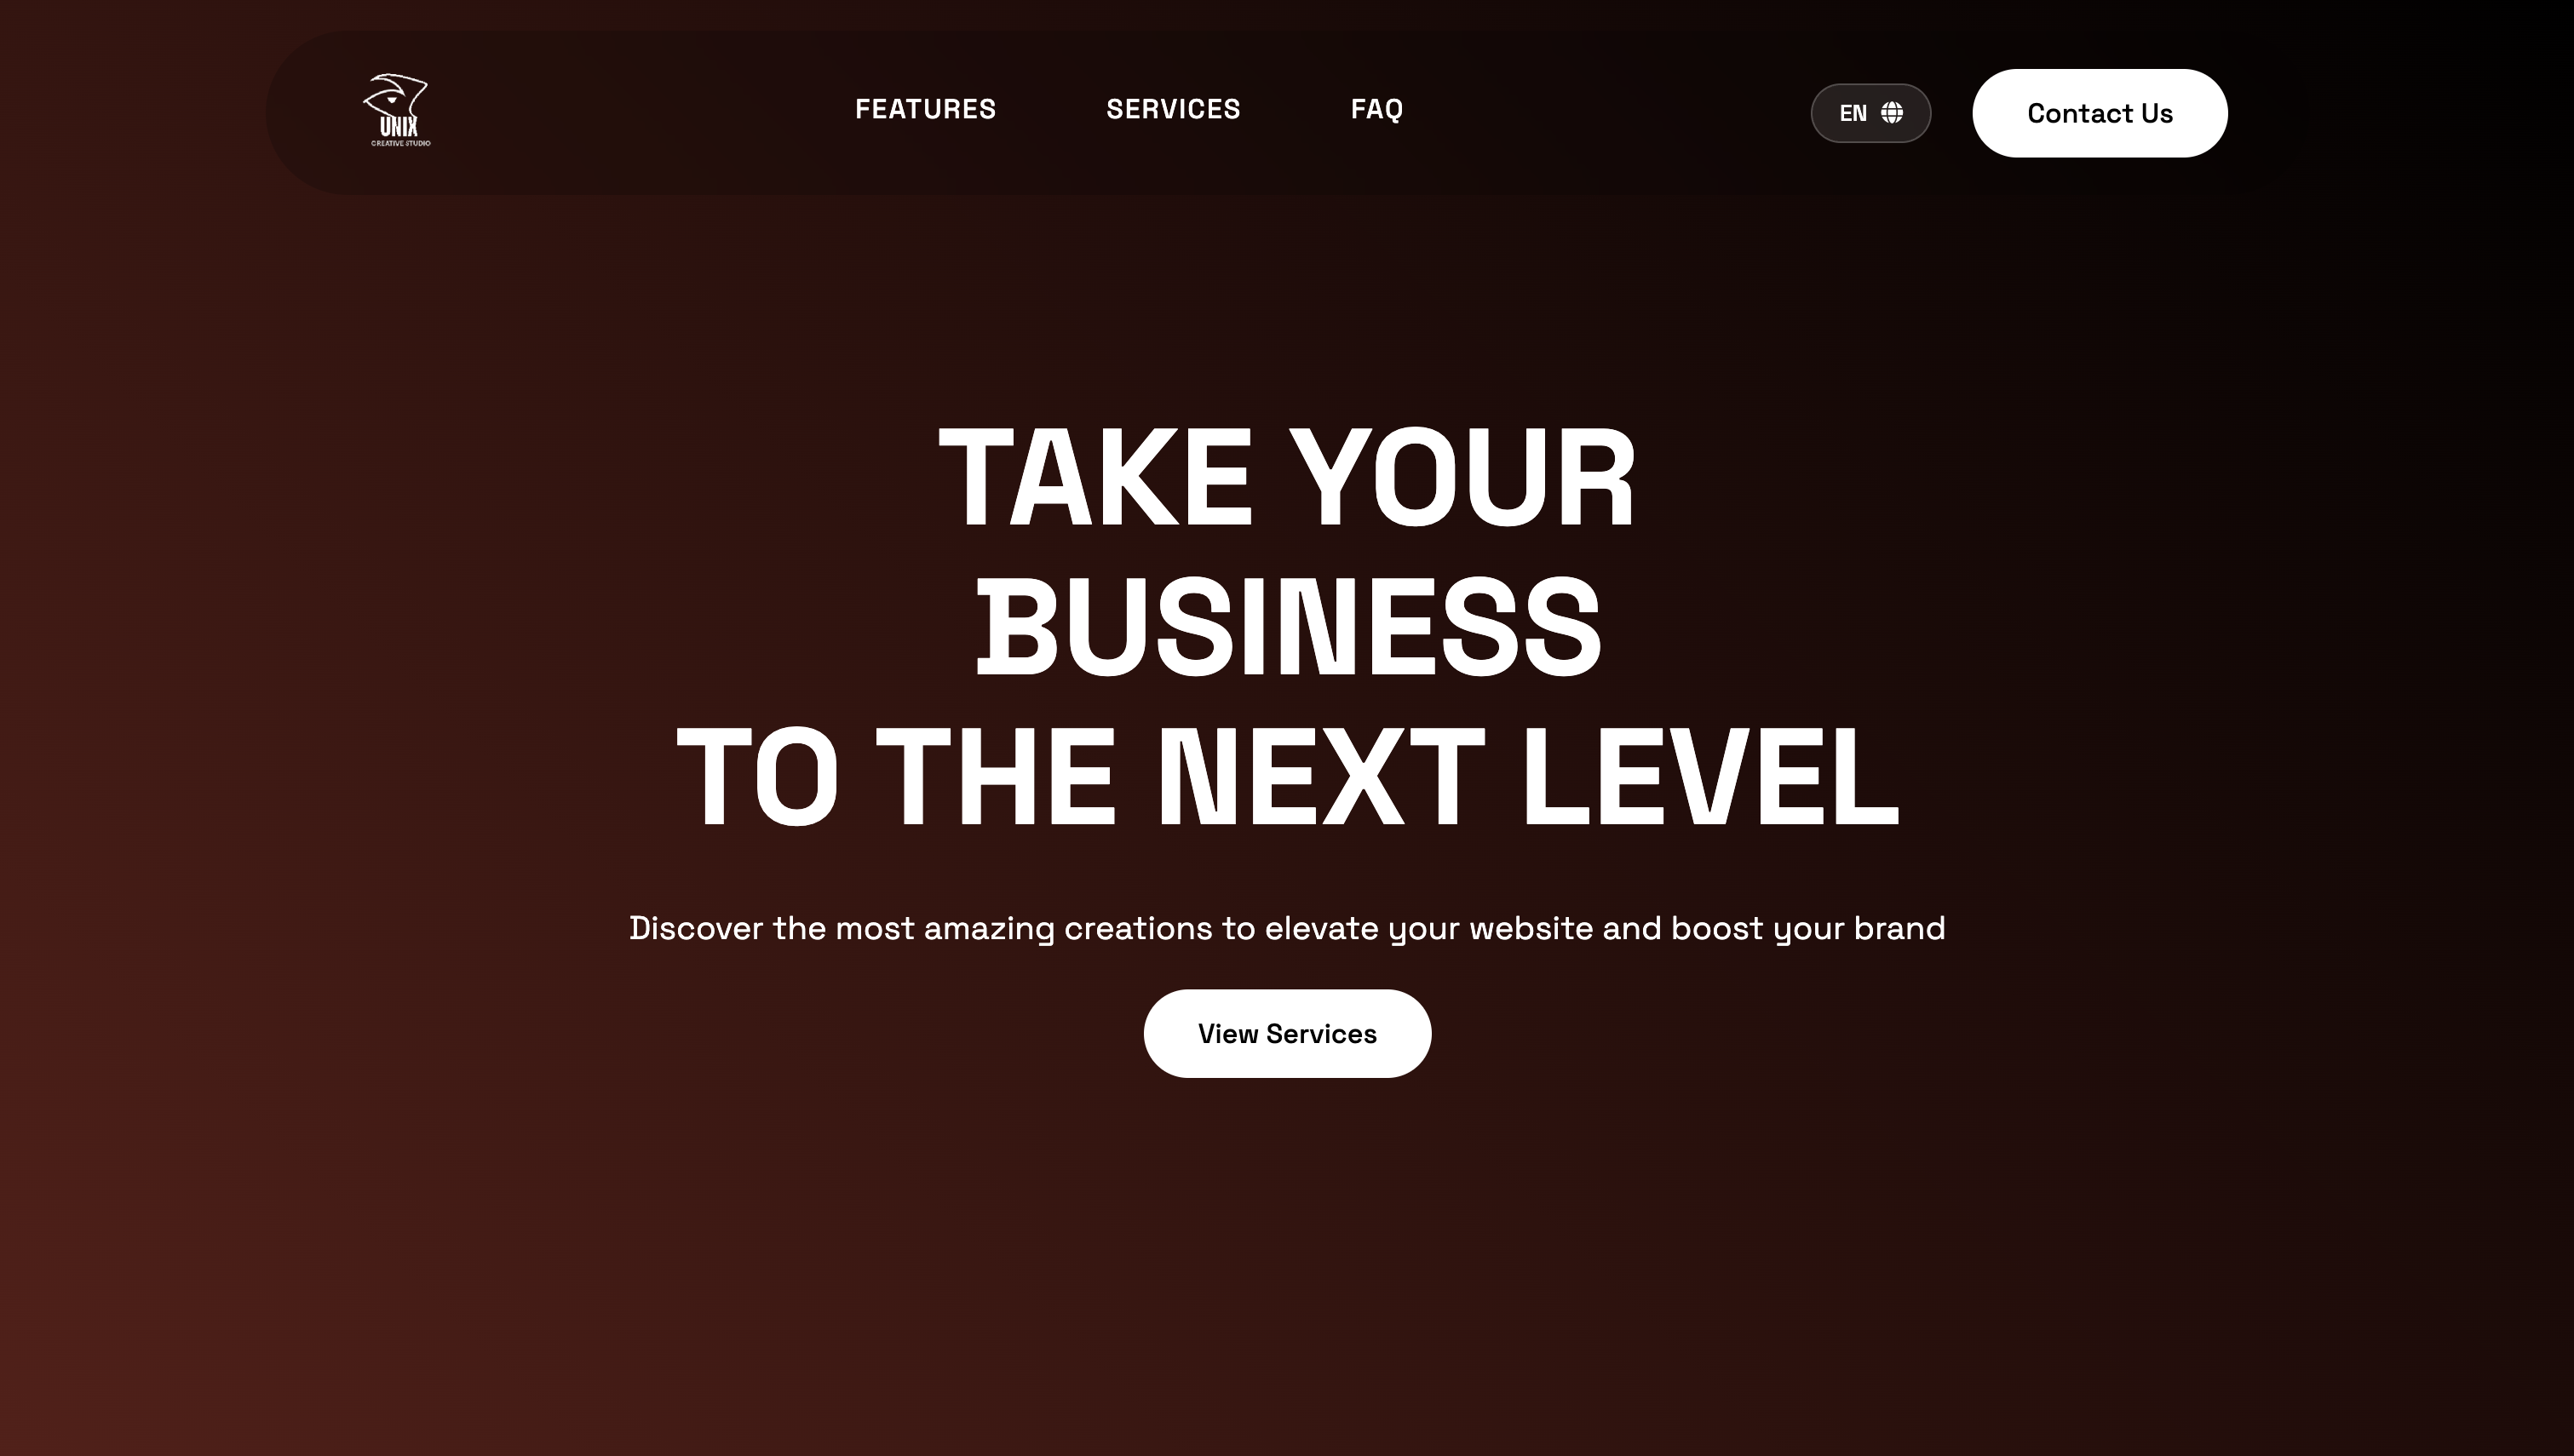 UNIX
CREATIVE STUDIO
FEATURES
SERVICES
FAQ
EN
Contact Us
TAKE YOUR
BUSINESS
TO THE NEXT LEVEL
Discover the most amazing creations to elevate your website and boost your brand
View Services